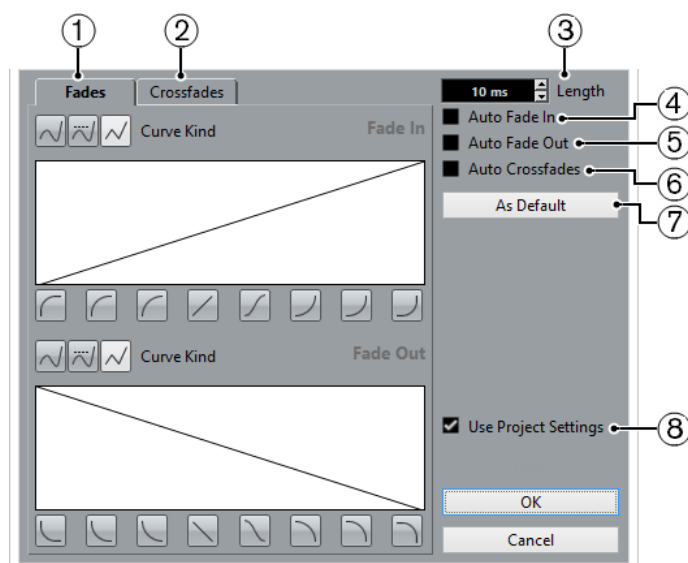 1 2 3
Fades Crossfades 10 ms Length
4
Auto Fade In
Curve Kind Fade In
5
Auto Fade Out
Auto Crossfades
6
As Default
7
Curve Kind Fade Out
Use Project Settings 8
OK
Cancel